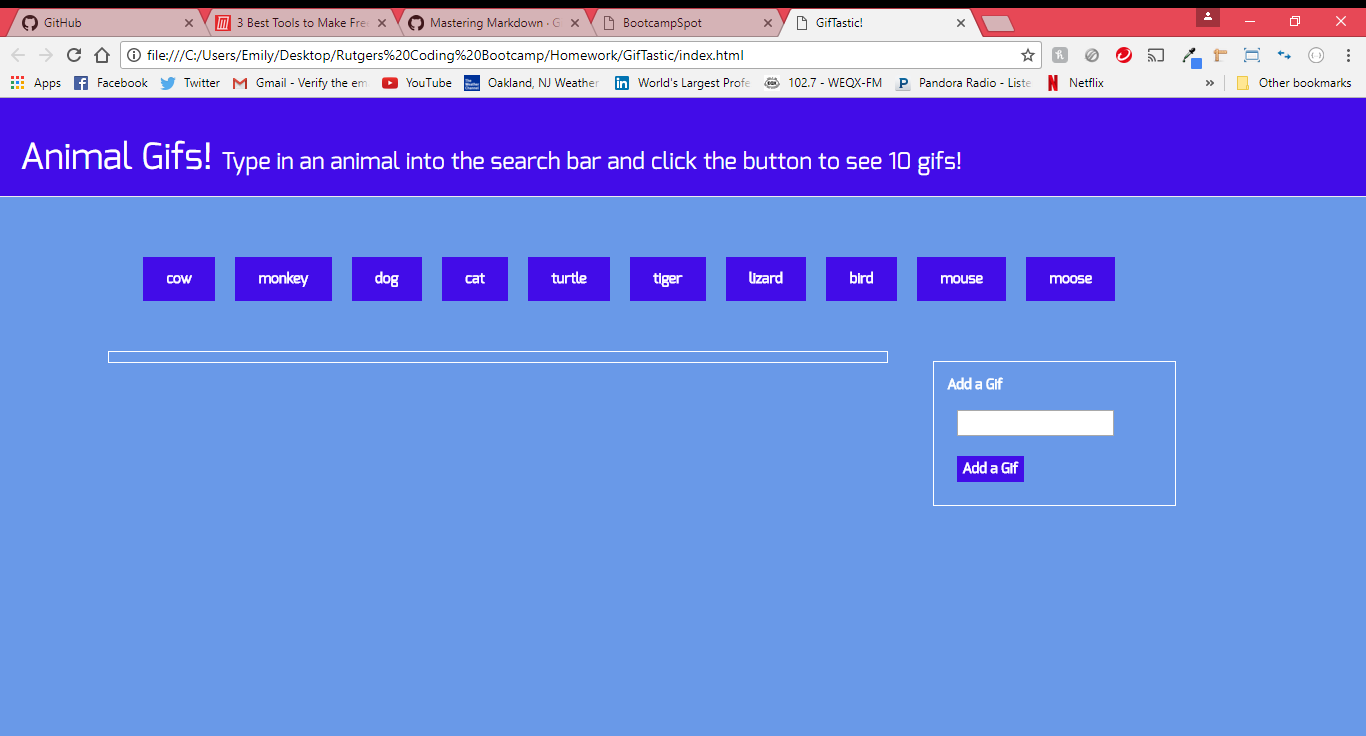 GitHub
3 Best Tools to Make Free
Mastering Markdown · G
BootcampSpot
GifTastic!
file:///C:/Users/Emily/Desktop/Rutgers%20Coding%20Bootcamp/Homework/GifTastic/index.html
Apps Facebook Twitter Gmail - Verify the em YouTube Oakland, NJ Weather World's Largest Profe 102.7 - WEQX-FM Pandora Radio - Liste Netflix » Other bookmarks
Animal Gifs! Type in an animal into the search bar and click the button to see 10 gifs!
cow monkey dog cat turtle tiger lizard bird mouse moose
Add a Gif
Add a Gif